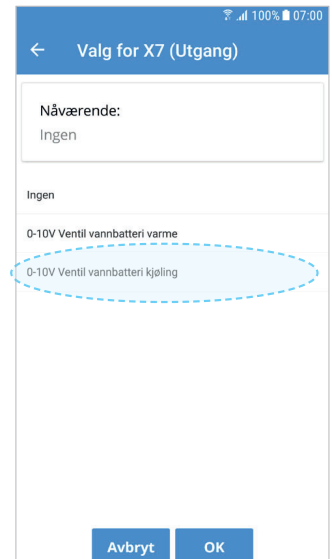 100% 07:00
Valg for X7 (Utgang)
Nåværende:
Ingen
Ingen
0-10V Ventil vannbatteri varme
0-10V Ventil vannbatteri kjøling
Avbryt OK